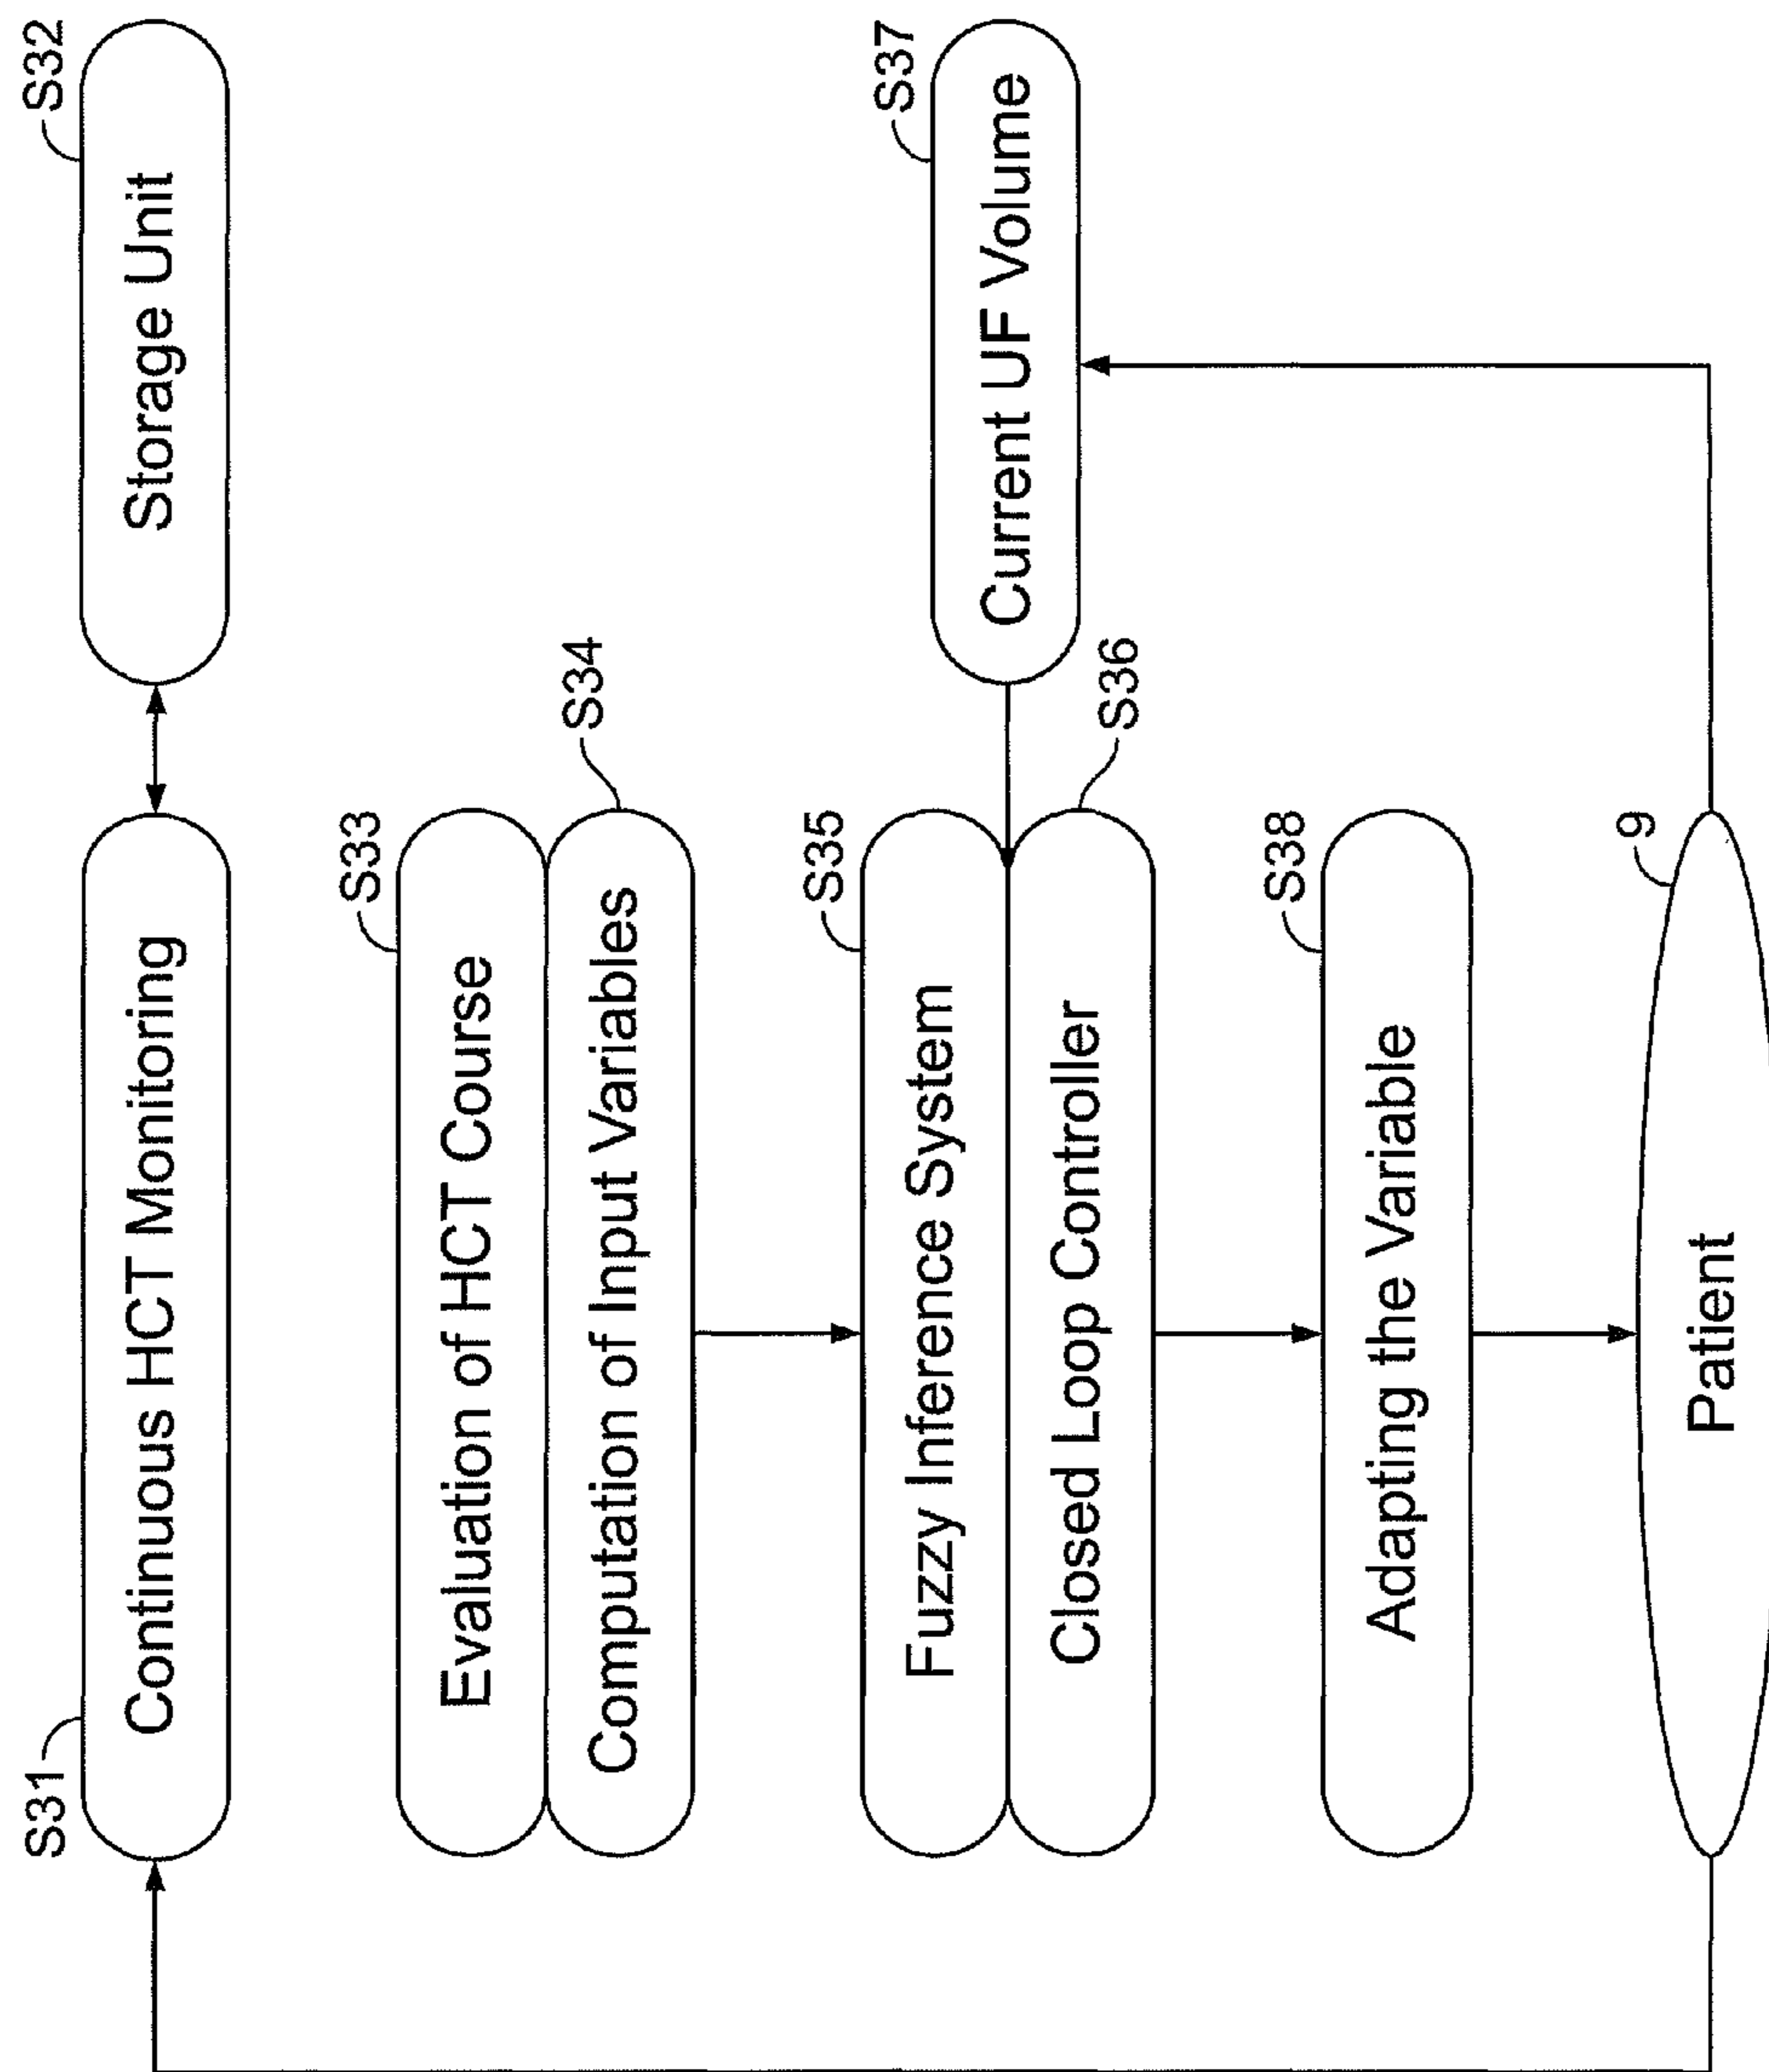 S31
Continuous HCT Monitoring
S32
Storage Unit
S33
Evaluation of HCT Course
S34
Computation of Input Variables
S35
Fuzzy Inference System
S36
Closed Loop Controller
S37
Current UF Volume
S38
Adapting the Variable
9
Patient